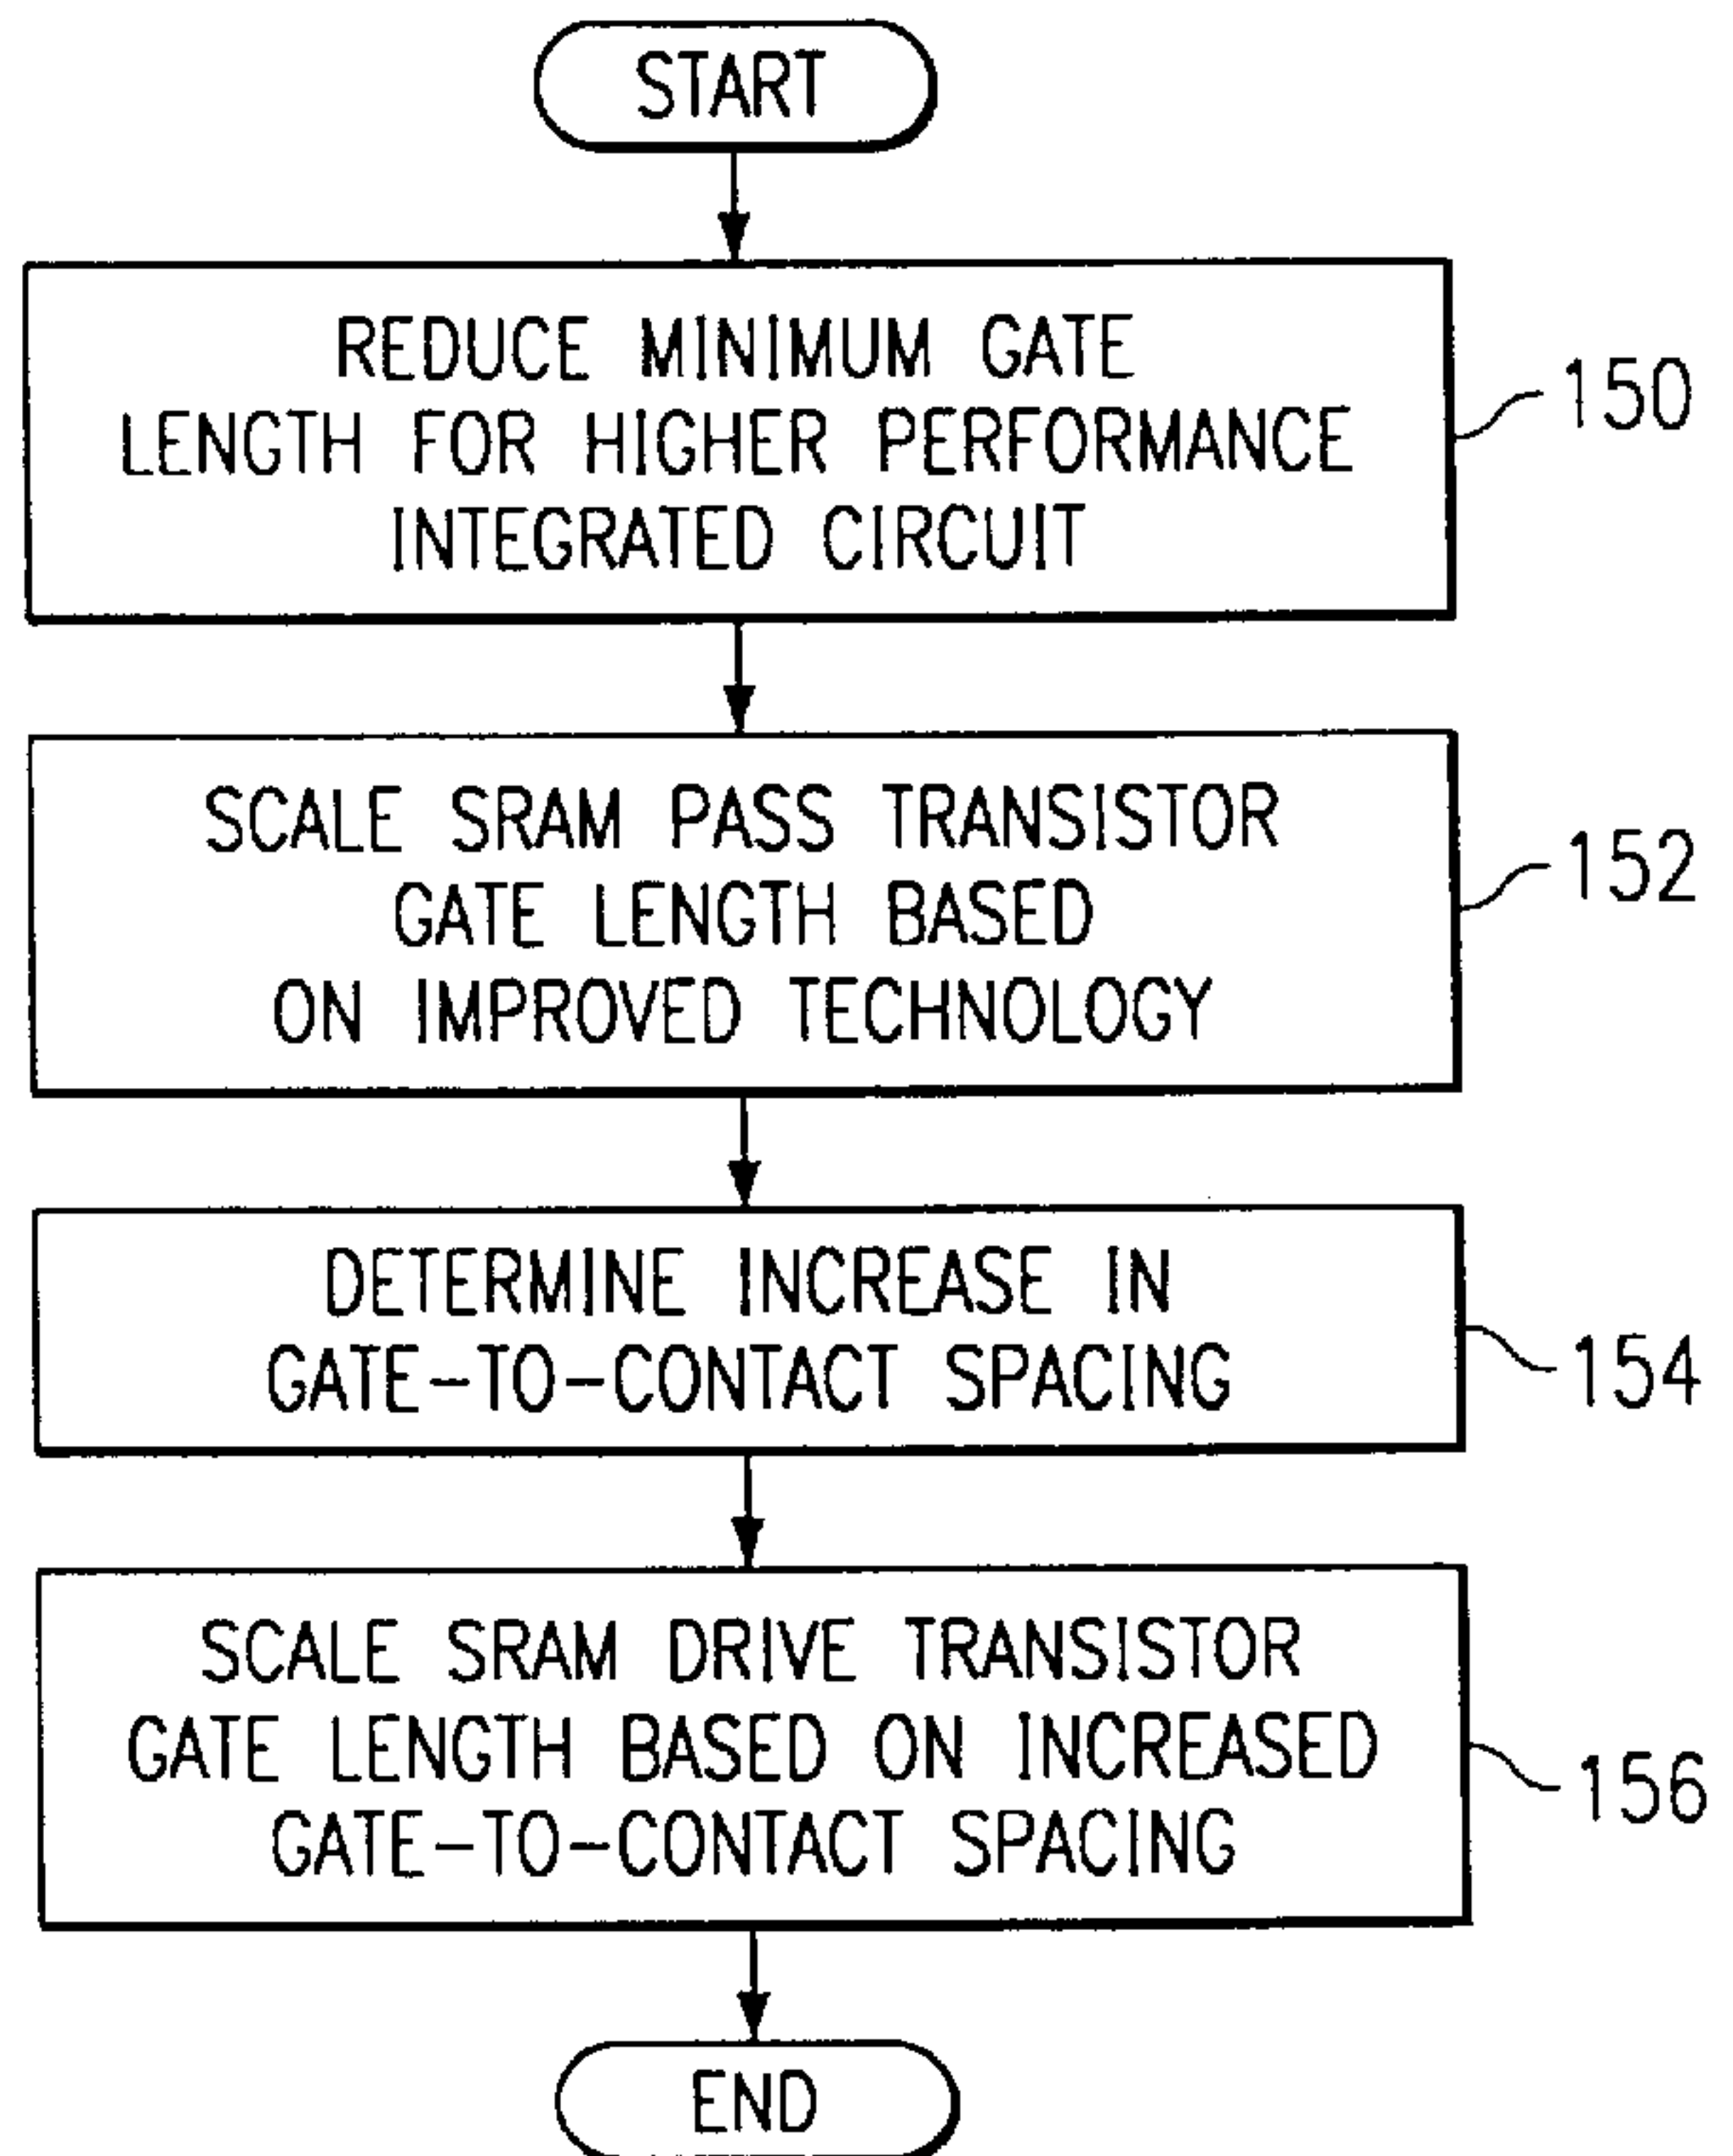 START
REDUCE MINIMUM GATE
LENGTH FOR HIGHER PERFORMANCE
INTEGRATED CIRCUIT
150
SCALE SRAM PASS TRANSISTOR
GATE LENGTH BASED
ON IMPROVED TECHNOLOGY
152
DETERMINE INCREASE IN
GATE-TO-CONTACT SPACING
154
SCALE SRAM DRIVE TRANSISTOR
GATE LENGTH BASED ON INCREASED
GATE-TO-CONTACT SPACING
156
END